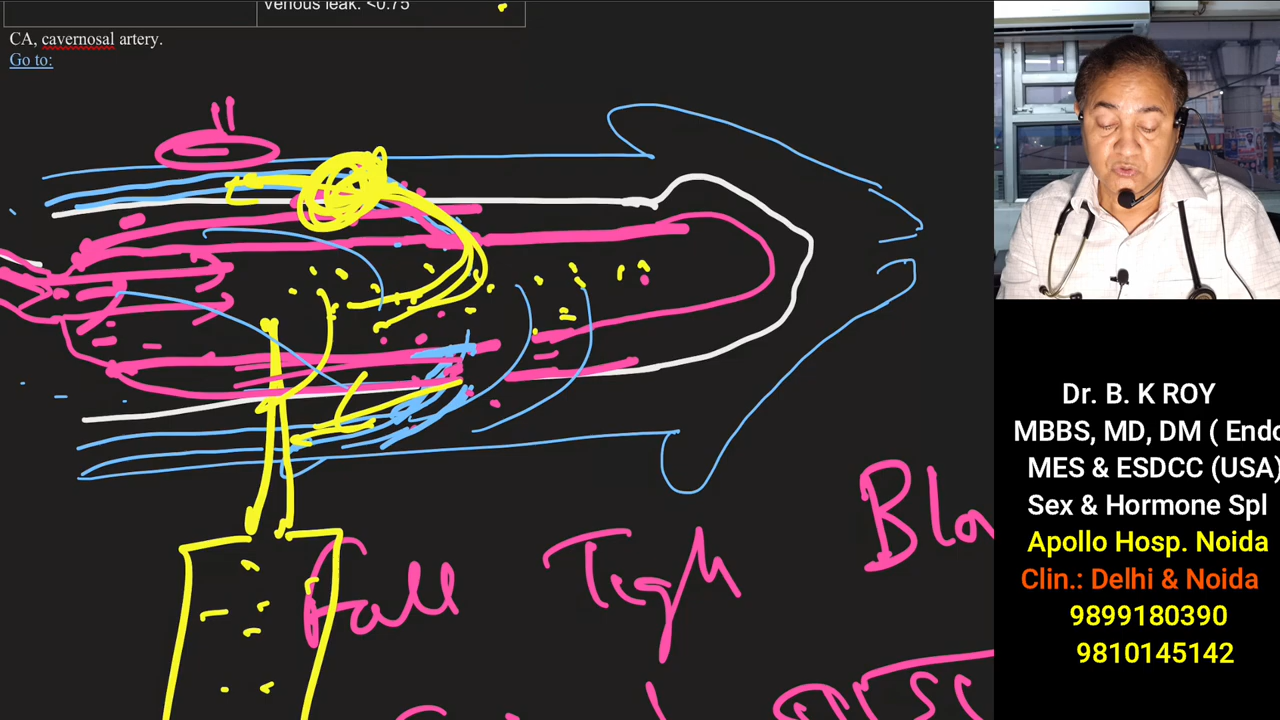 Venous leak: <0.75
CA, cavernosal artery.
Go to:
Full
Tigh
Blo
Dr. B. K ROY
MBBS, MD, DM ( Endo
MES & ESDCC (USA)
Sex & Hormone Spl
Apollo Hosp. Noida
Clin.: Delhi & Noida
9899180390
9810145142